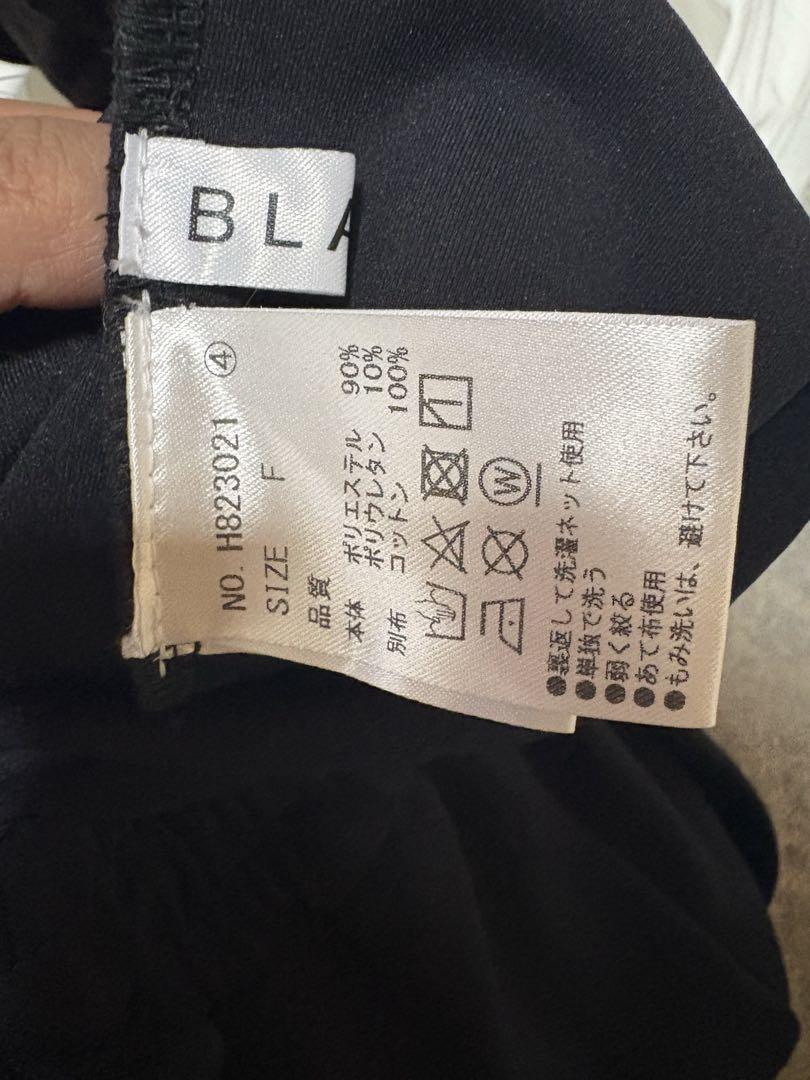 BLA
NO. H823021 ④
SIZE F
品質
本体 ポリエステル 90%
ポリウレタン 10%
別布 コットン 100%
W
●裏返して洗濯ネット使用
●単独で洗う
●弱く絞る
●あて布使用
●もみ洗いは、避けて下さい。